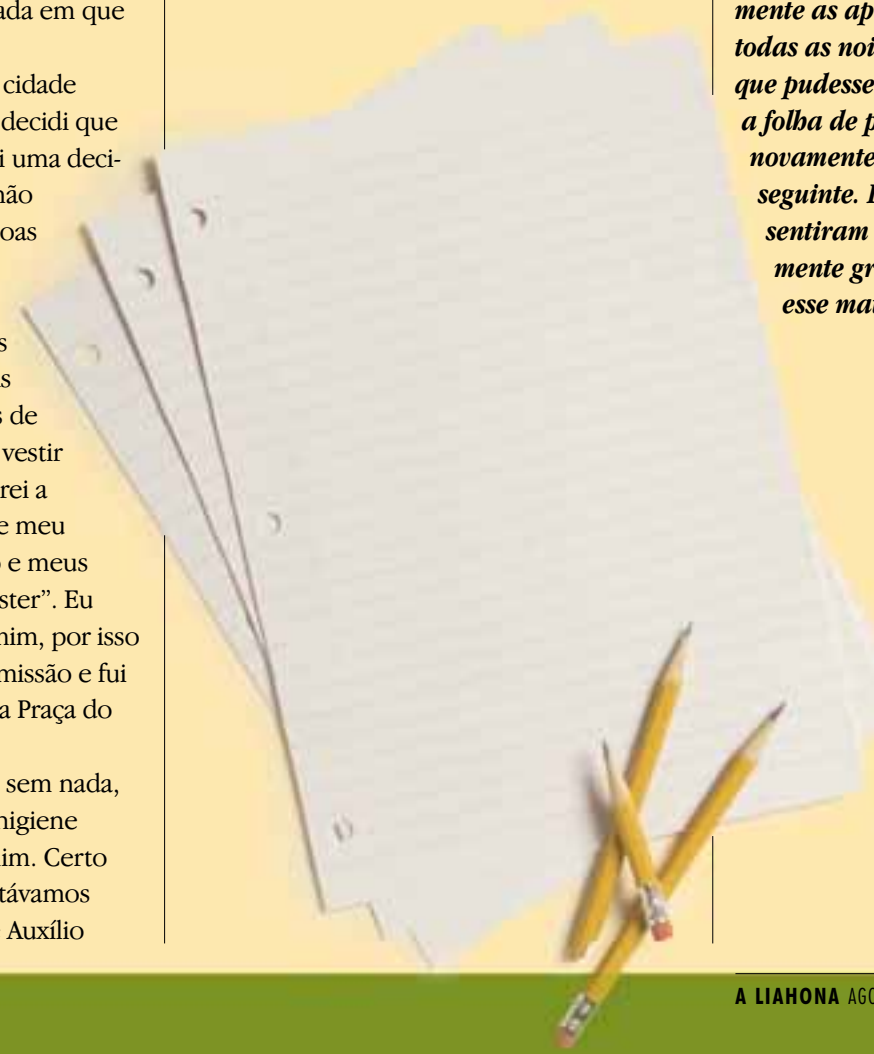 ada em que
cidade
decidi que
i uma deci-
não
oas
s
s
s de
vestir
rei a
e meu
o e meus
ster”. Eu
mim, por isso
missão e fui
a Praça do
sem nada,
higiene
im. Certo
távamos
Auxílio
mente as ap
todas as noi
que pudesse
a folha de p
novamente
seguinte. 
sentiram
mente gr
esse mat
A LIAHONA AGO